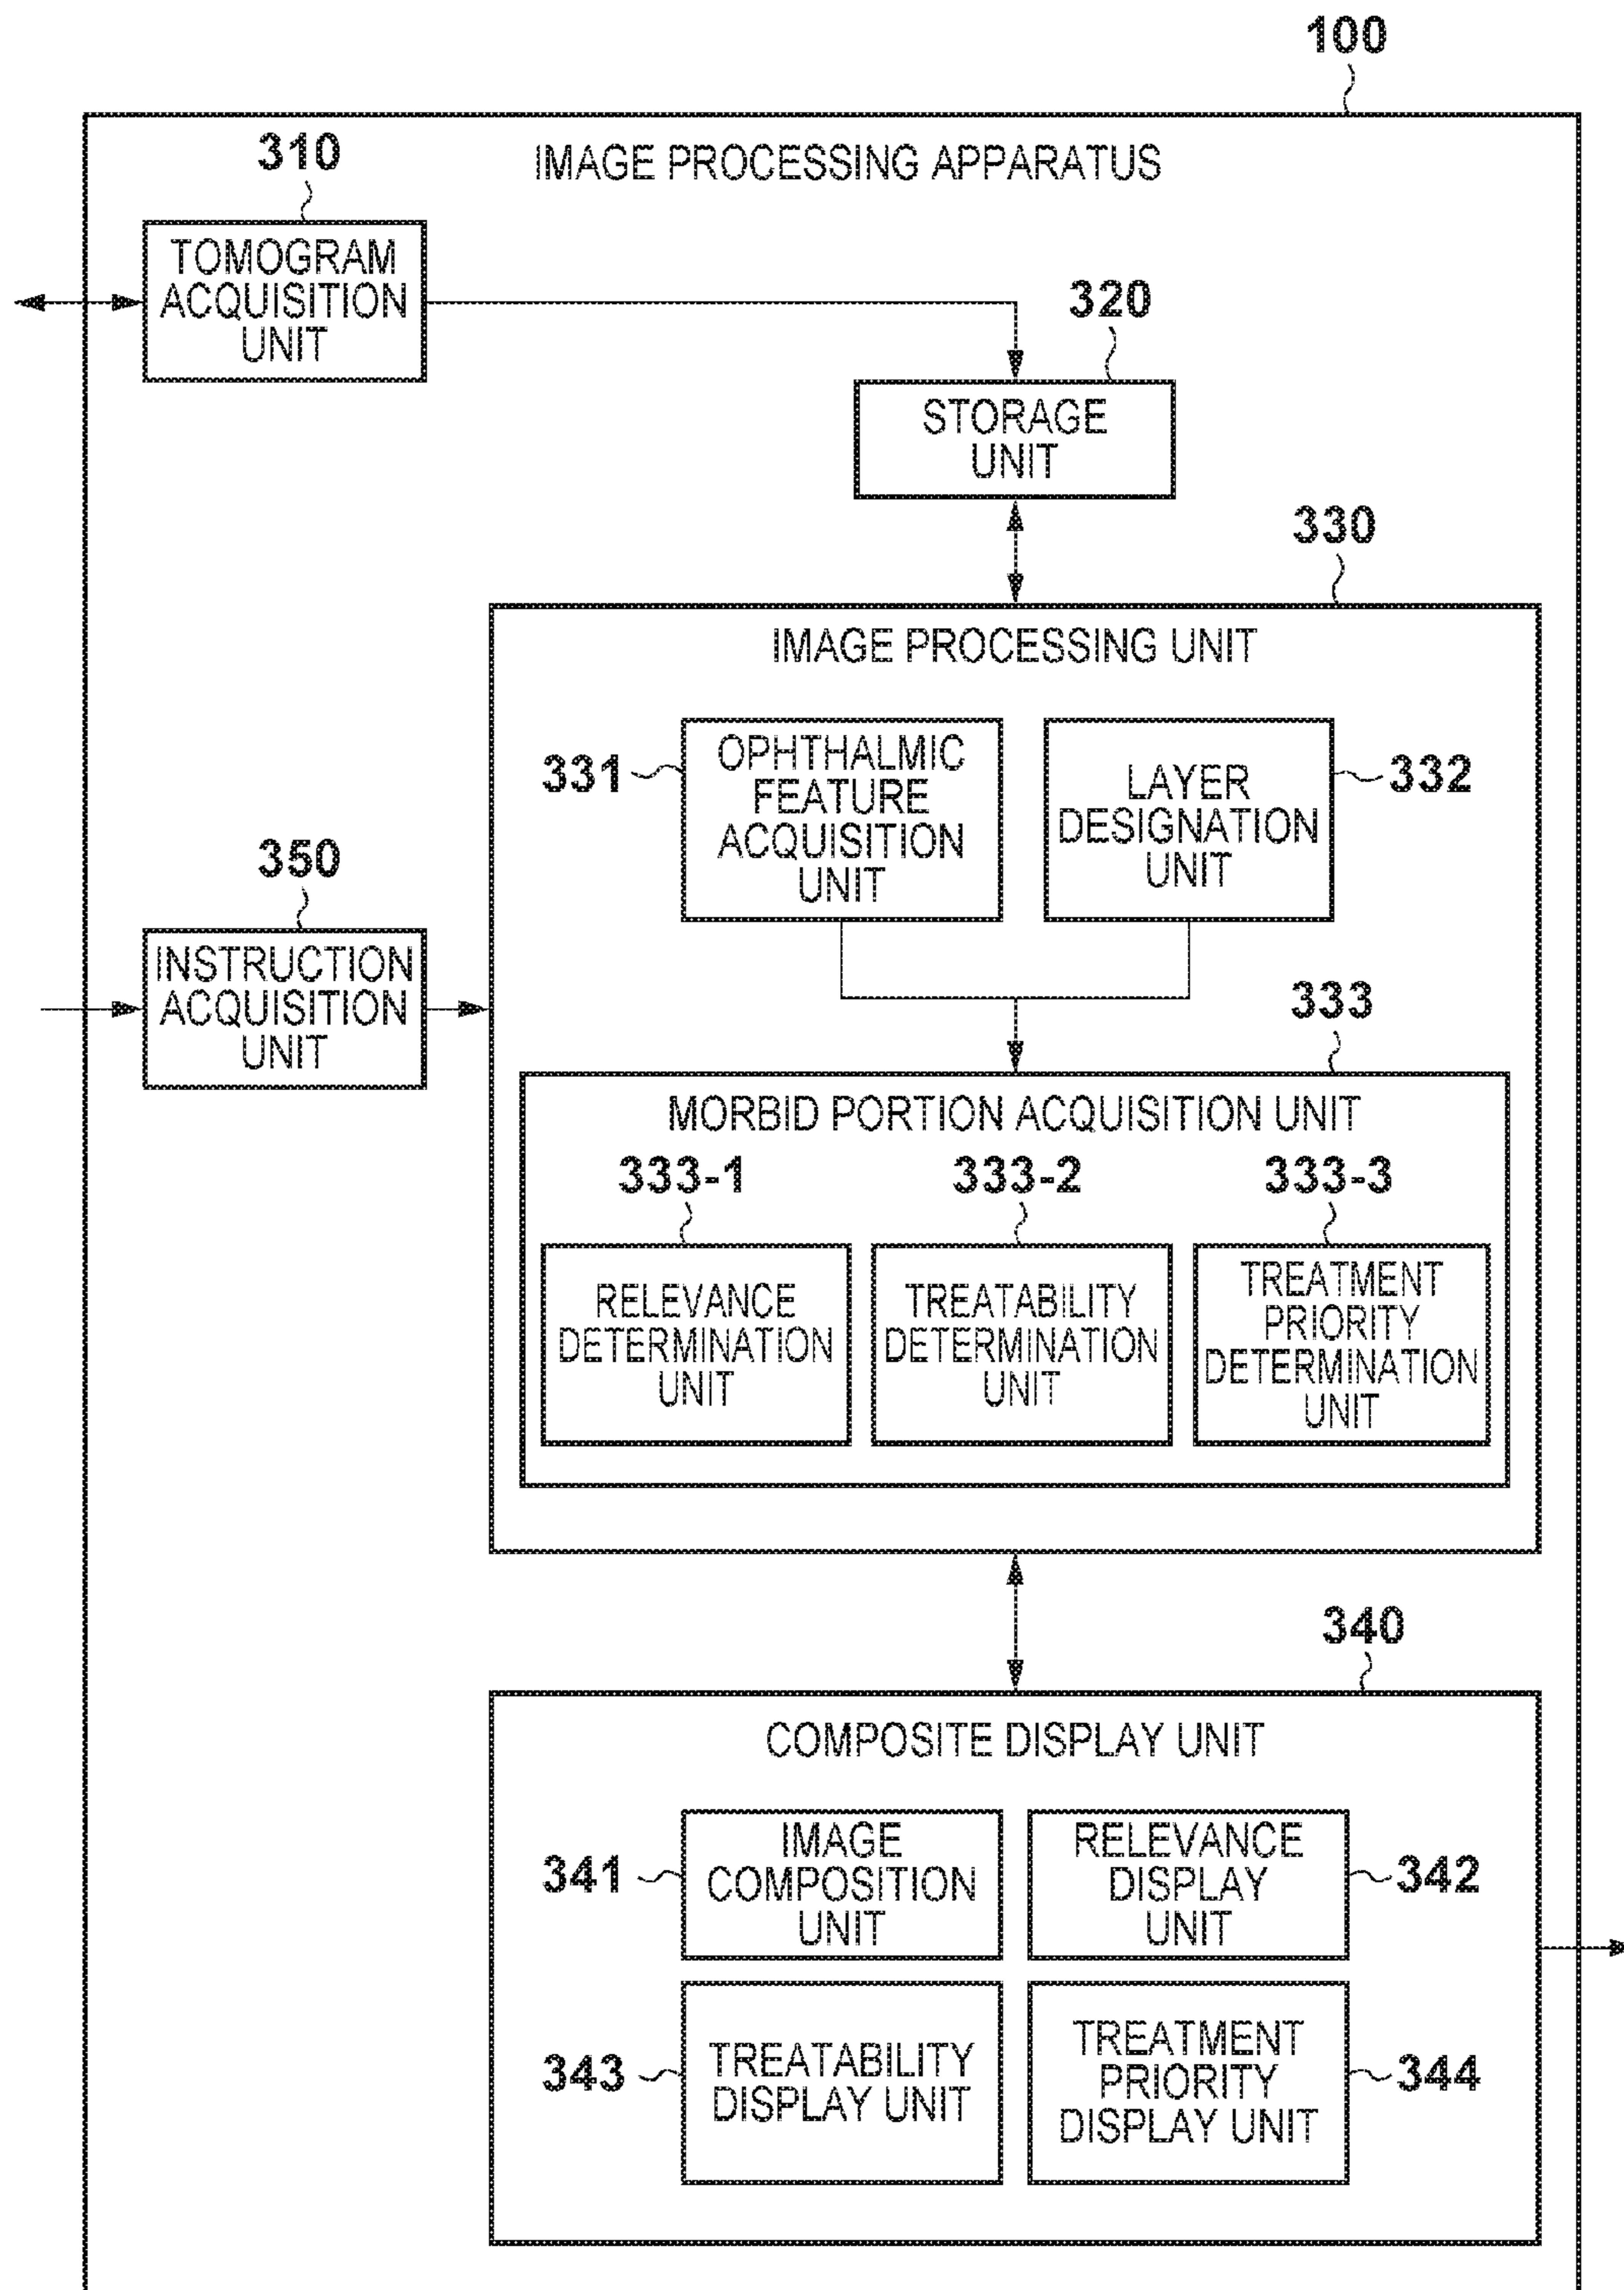 100
IMAGE PROCESSING APPARATUS
310
TOMOGRAM
ACQUISITION
UNIT
320
STORAGE
UNIT
330
IMAGE PROCESSING UNIT
331
OPHTHALMIC
FEATURE
ACQUISITION
UNIT
LAYER
DESIGNATION
UNIT
332
350
INSTRUCTION
ACQUISITION
UNIT
333
MORBID PORTION ACQUISITION UNIT
333-1
RELEVANCE
DETERMINATION
UNIT
333-2
TREATABILITY
DETERMINATION
UNIT
333-3
TREATMENT
PRIORITY
DETERMINATION
UNIT
340
COMPOSITE DISPLAY UNIT
341
IMAGE
COMPOSITION
UNIT
RELEVANCE
DISPLAY
UNIT
342
343
TREATABILITY
DISPLAY UNIT
TREATMENT
PRIORITY
DISPLAY UNIT
344